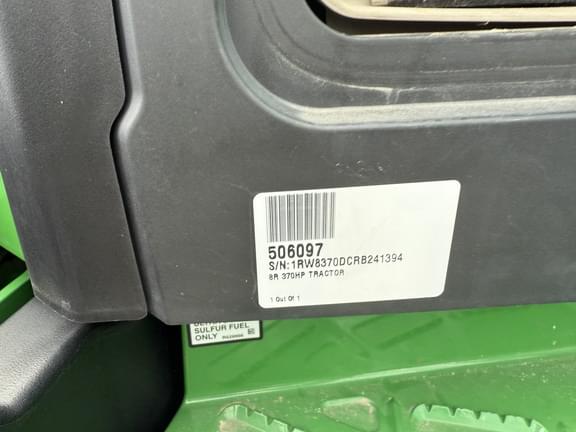 506097
S/N:1RW8370DCRB241394
8R 370HP TRACTOR
1 Out Of 1
SULFUR FUEL
ONLY